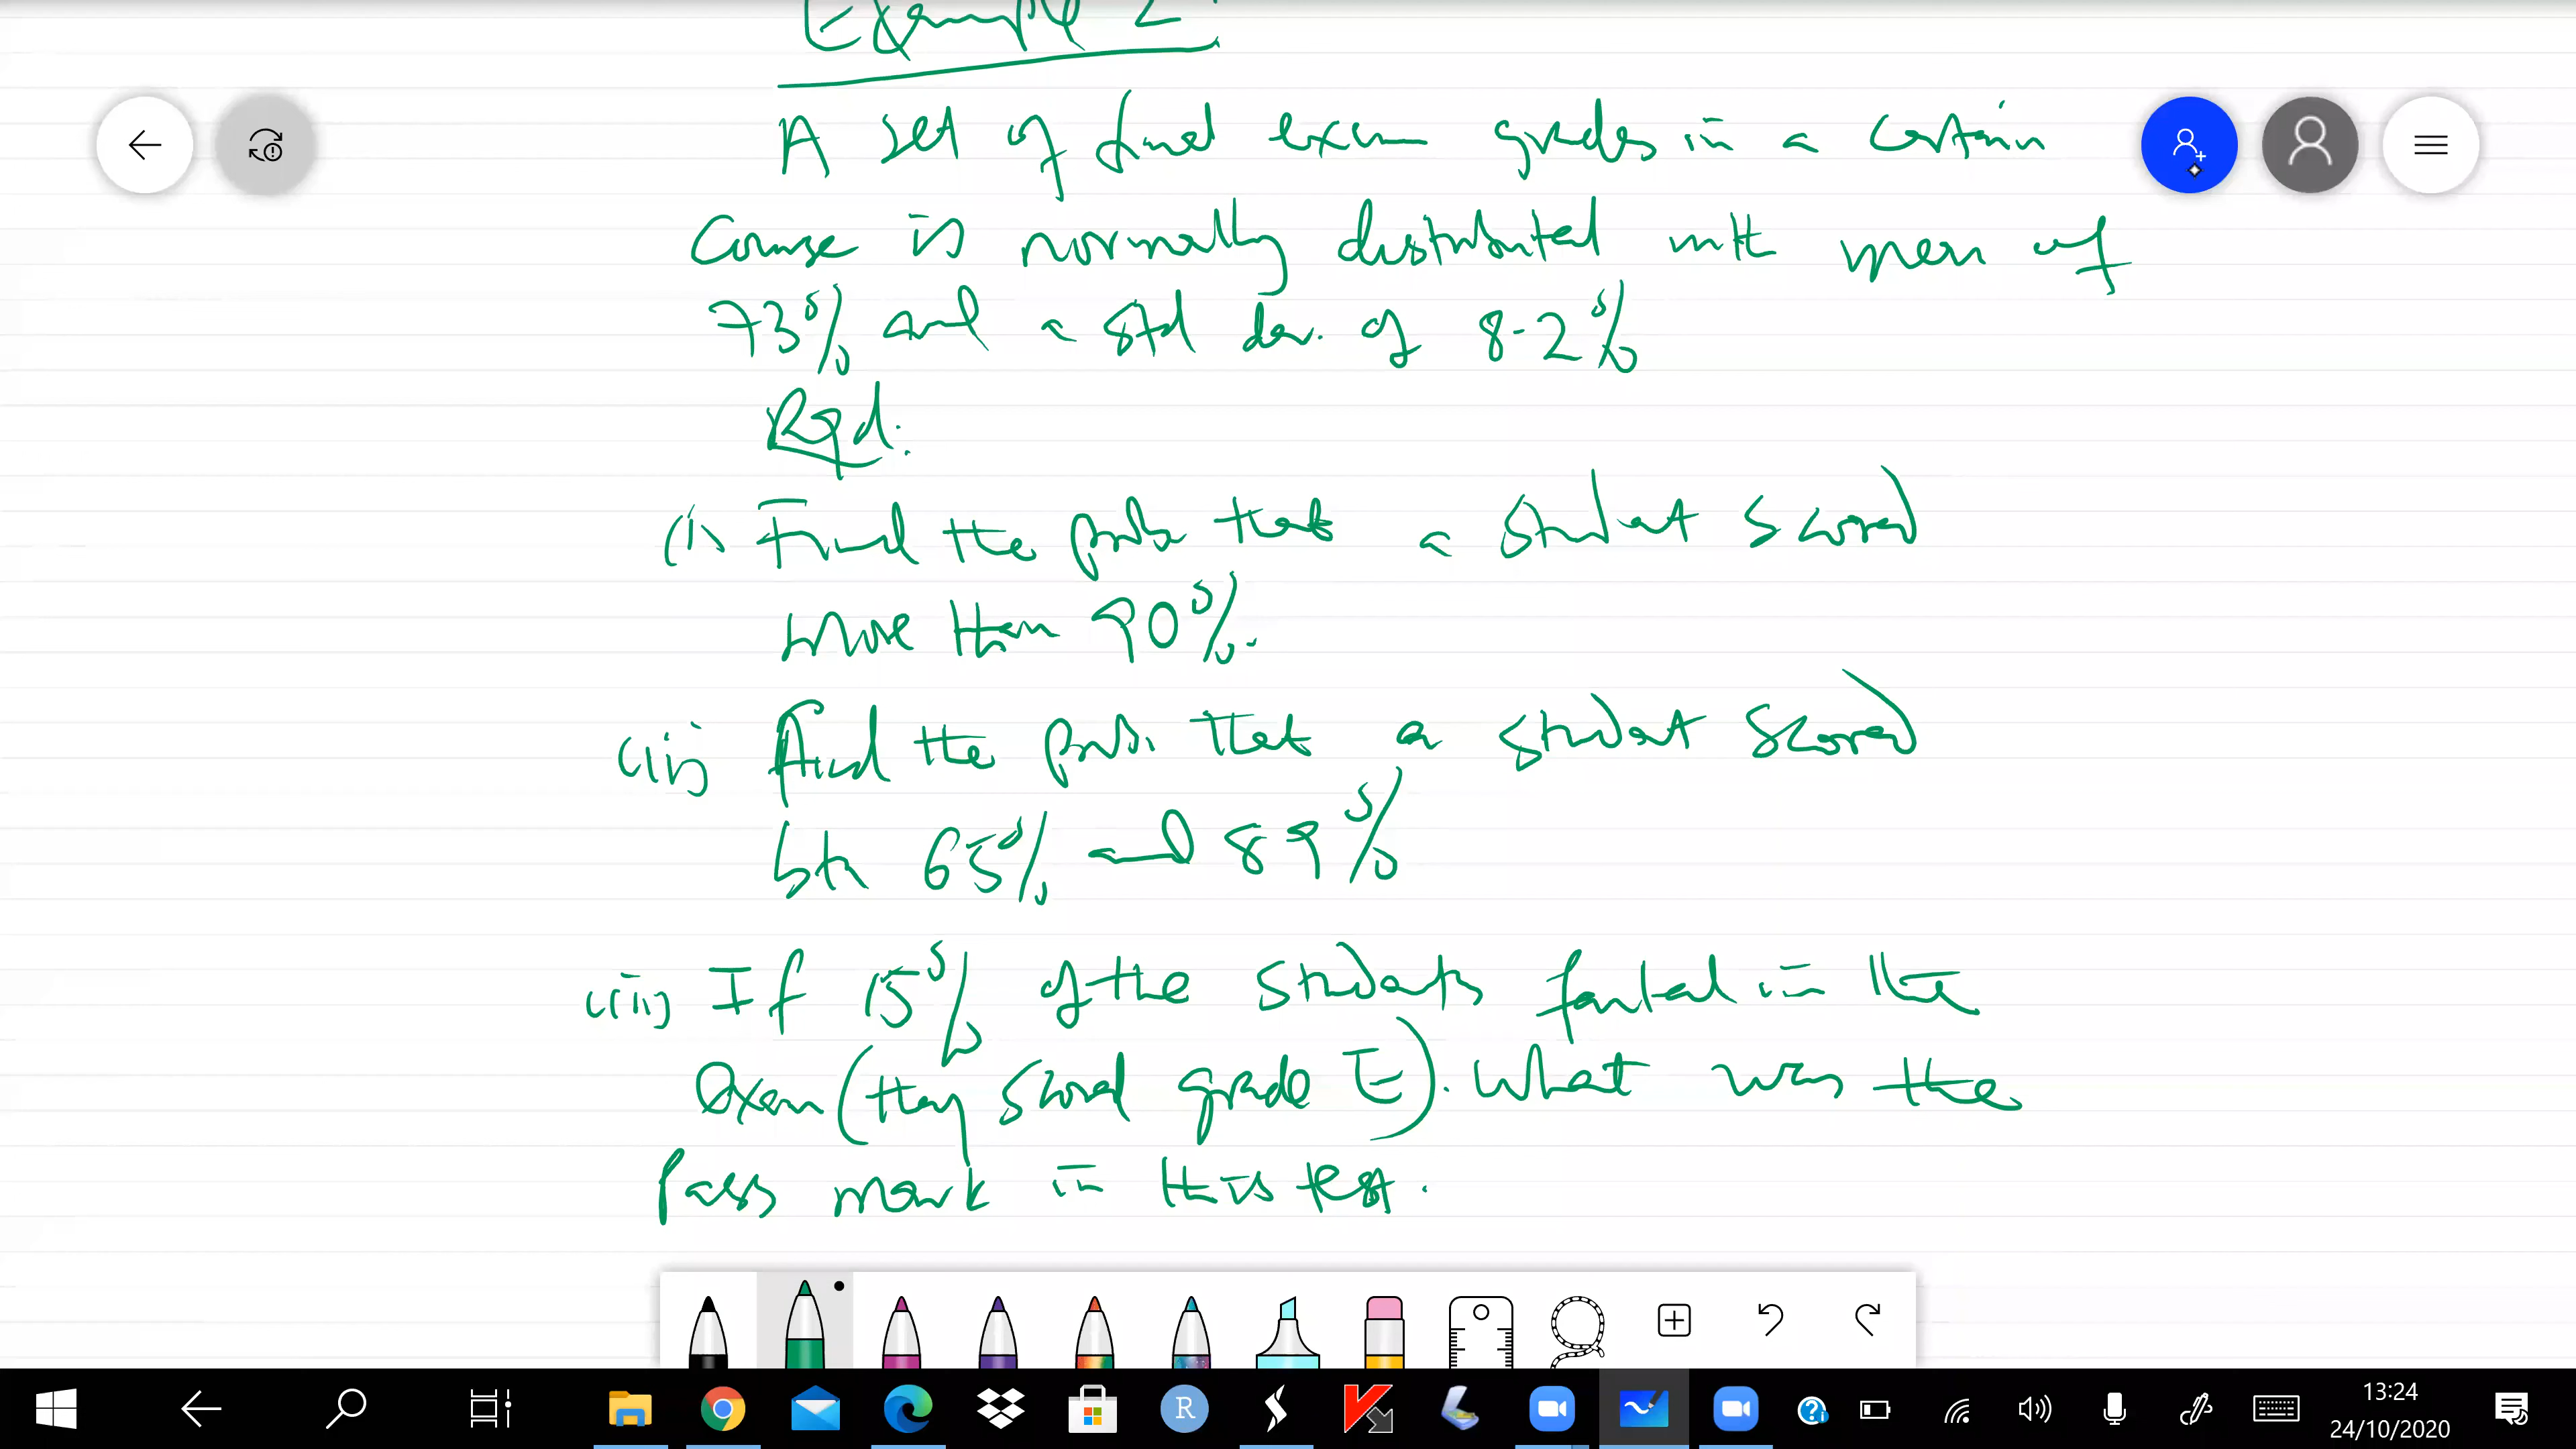 Example 2:
A set of final exam grades in a certain
Course is normally distributed with mean of
73% and a std dev. of 8.2%
Rqd:
(i) Find the prob. that a student scored
more than 90%.
(ii) Find the prob. that a student scored
btn 65% and 89%
(iii) If 15% of the students failed in the
exam (they scored grade E). What was the
pass mark in this test.
R
13:24
24/10/2020